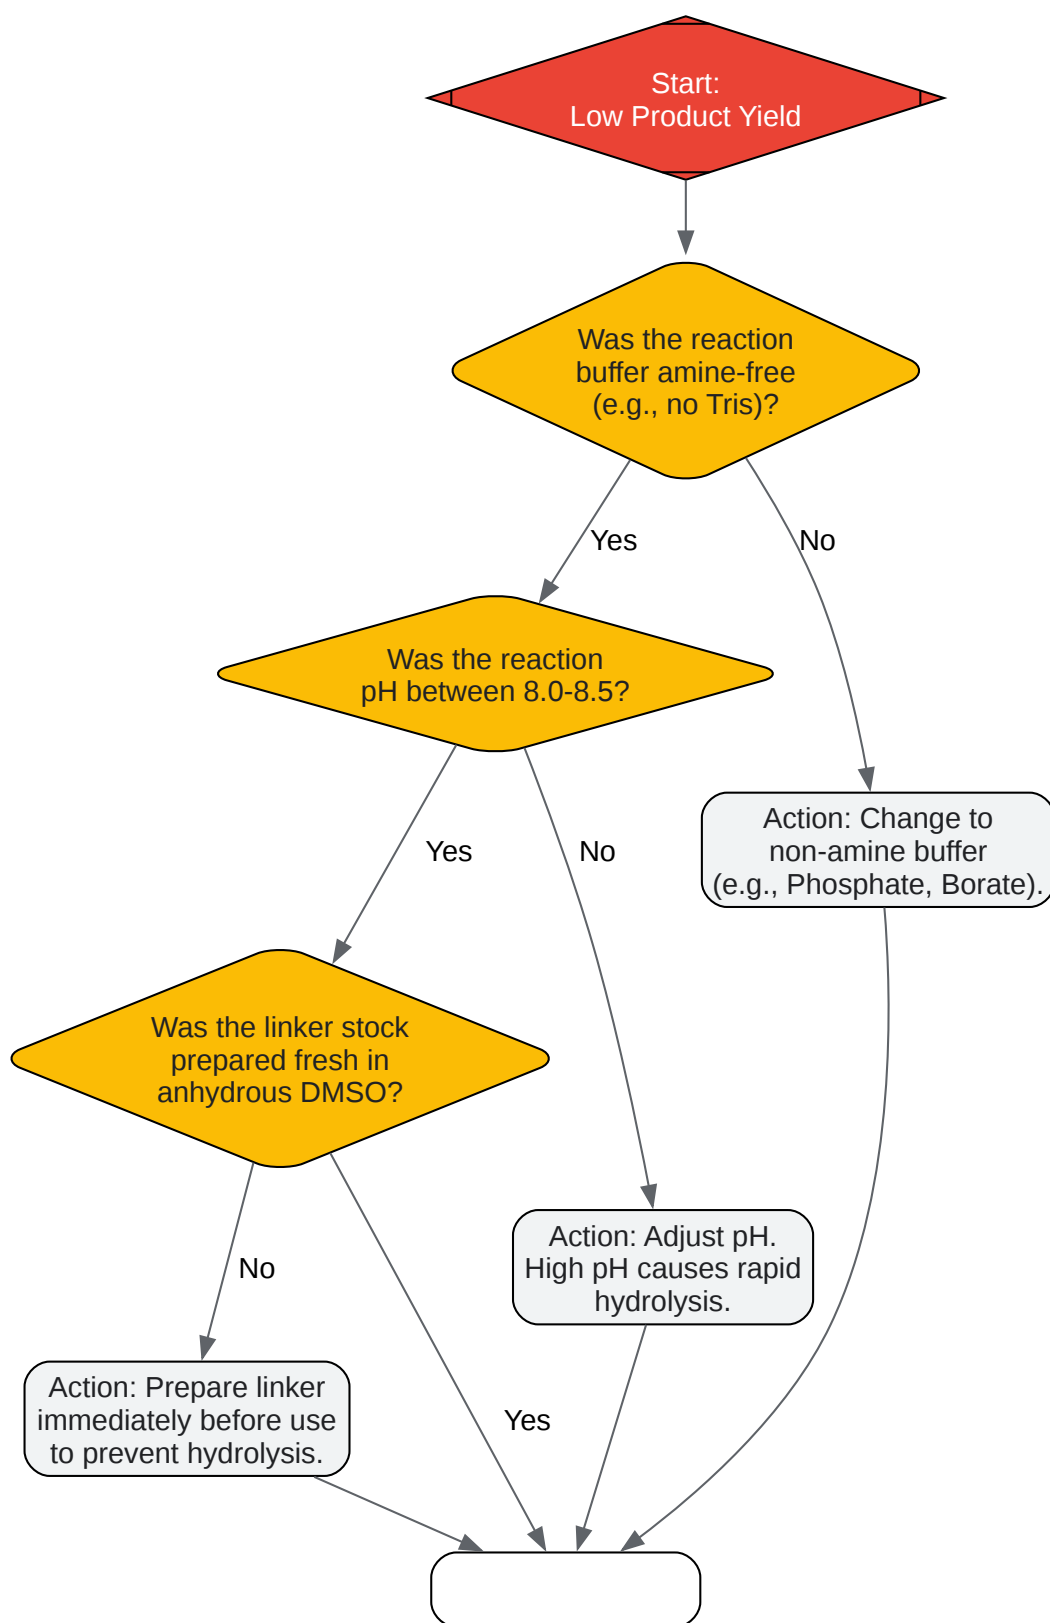 Start:
Low Product Yield
Was the reaction
buffer amine-free
(e.g., no Tris)?
Yes
No
Was the reaction
pH between 8.0-8.5?
Action: Change to
non-amine buffer
(e.g., Phosphate, Borate).
Yes
No
Was the linker stock
prepared fresh in
anhydrous DMSO?
Action: Adjust pH.
High pH causes rapid
hydrolysis.
No
Action: Prepare linker
immediately before use
to prevent hydrolysis.
Yes